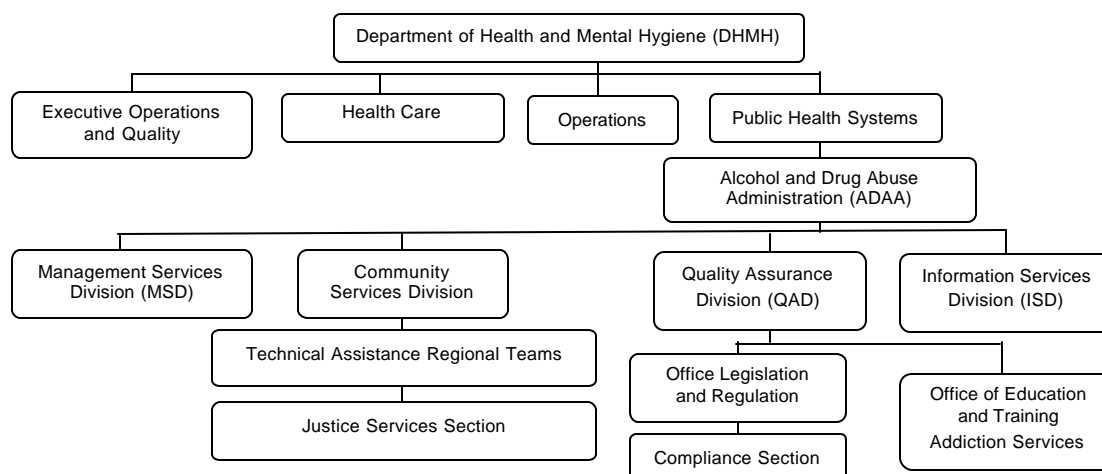 Department of Health and Mental Hygiene (DHMH)
Executive Operations
and Quality
Health Care
Operations
Public Health Systems
Alcohol and Drug Abuse
Administration (ADAA)
Management Services
Division (MSD)
Community
Services Division
Quality Assurance
Division (QAD)
Information Services
Division (ISD)
Technical Assistance Regional Teams
Office Legislation
and Regulation
Office of Education
and Training
Addiction Services
Justice Services Section
Compliance Section